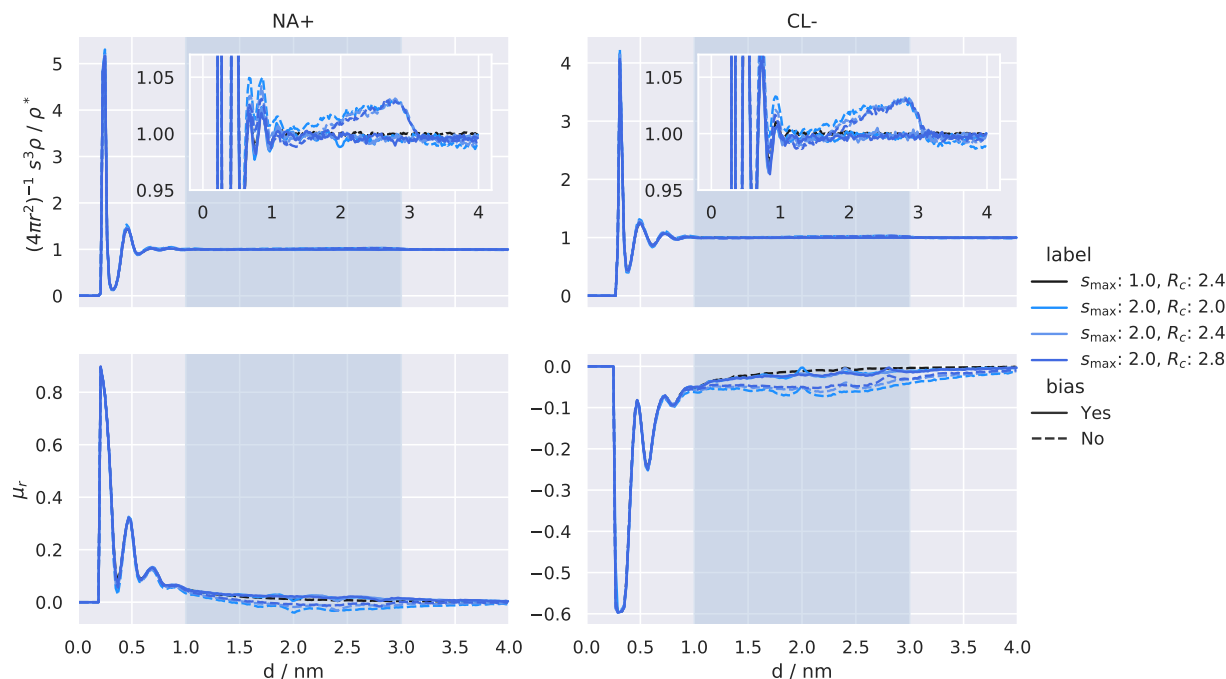 NA+
CL-
(4πr²)⁻¹ s³ρ / ρ*
5
4
3
2
1
0
1.05
1.00
0.95
0 1 2 3 4
4
3
2
1
0
1.05
1.00
0.95
0 1 2 3 4
label
s_max: 1.0, R_c: 2.4
s_max: 2.0, R_c: 2.0
s_max: 2.0, R_c: 2.4
s_max: 2.0, R_c: 2.8
bias
Yes
No
μ_r
0.8
0.6
0.4
0.2
0.0
0.0 0.5 1.0 1.5 2.0 2.5 3.0 3.5 4.0
d / nm
−0.0
−0.1
−0.2
−0.3
−0.4
−0.5
−0.6
0.0 0.5 1.0 1.5 2.0 2.5 3.0 3.5 4.0
d / nm